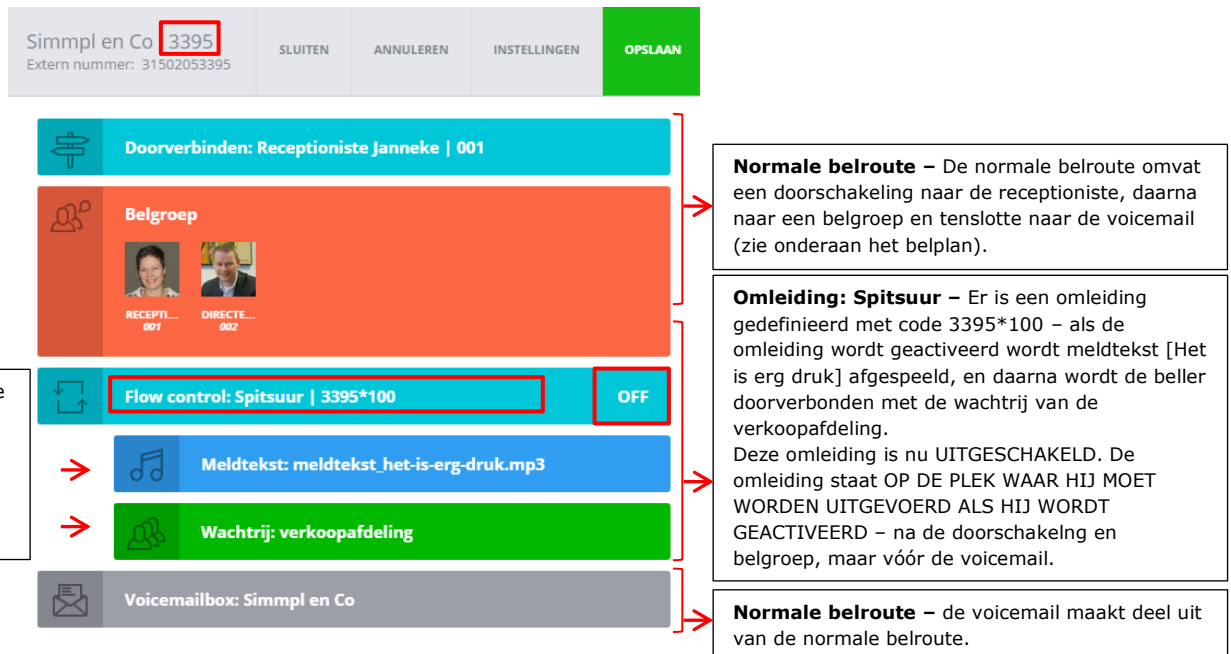 Simmpl en Co 3395
Extern nummer: 31502053395
SLUITEN
ANNULEREN
INSTELLINGEN
OPSLAAN
Doorverbinden: Receptioniste Janneke | 001
Belgroep
RECEPTI...
001
DIRECTE...
002
Flow control: Spitsuur | 3395*100
OFF
Meldtekst: meldtekst_het-is-erg-druk.mp3
Wachtrij: verkoopafdeling
Voicemailbox: Simmpl en Co
Normale belroute – De normale belroute omvat
een doorschakeling naar de receptioniste, daarna
naar een belgroep en tenslotte naar de voicemail
(zie onderaan het belplan).
Omleiding: Spitsuur – Er is een omleiding
gedefinieerd met code 3395*100 – als de
omleiding wordt geactiveerd wordt meldtekst [Het
is erg druk] afgespeeld, en daarna wordt de beller
doorverbonden met de wachtrij van de
verkoopafdeling.
Deze omleiding is nu UITGESCHAKELD. De
omleiding staat OP DE PLEK WAAR HIJ MOET
WORDEN UITGEVOERD ALS HIJ WORDT
GEACTIVEERD – na de doorschakelng en
belgroep, maar vóór de voicemail.
Normale belroute – de voicemail maakt deel uit
van de normale belroute.